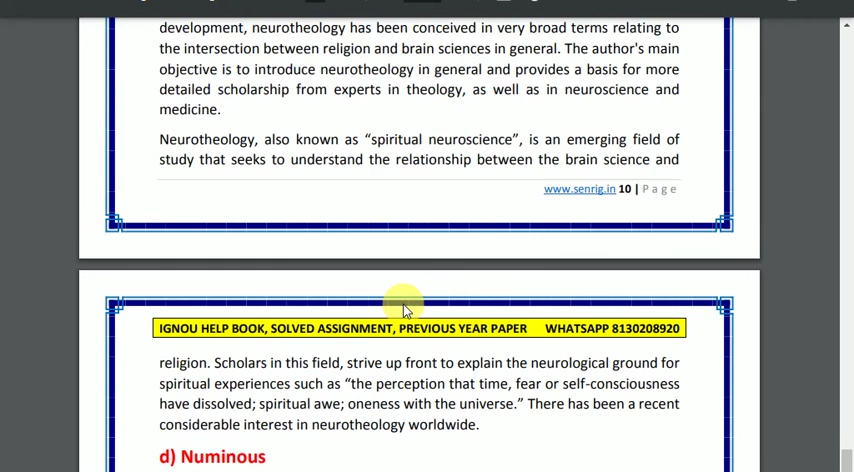 development, neurotheology has been conceived in very broad terms relating to
the intersection between religion and brain sciences in general. The author's main
objective is to introduce neurotheology in general and provides a basis for more
detailed scholarship from experts in theology, as well as in neuroscience and
medicine.
Neurotheology, also known as “spiritual neuroscience”, is an emerging field of
study that seeks to understand the relationship between the brain science and
www.senrig.in 10 | Page
IGNOU HELP BOOK, SOLVED ASSIGNMENT, PREVIOUS YEAR PAPER WHATSAPP 8130208920
religion. Scholars in this field, strive up front to explain the neurological ground for
spiritual experiences such as “the perception that time, fear or self-consciousness
have dissolved; spiritual awe; oneness with the universe.” There has been a recent
considerable interest in neurotheology worldwide.
d) Numinous